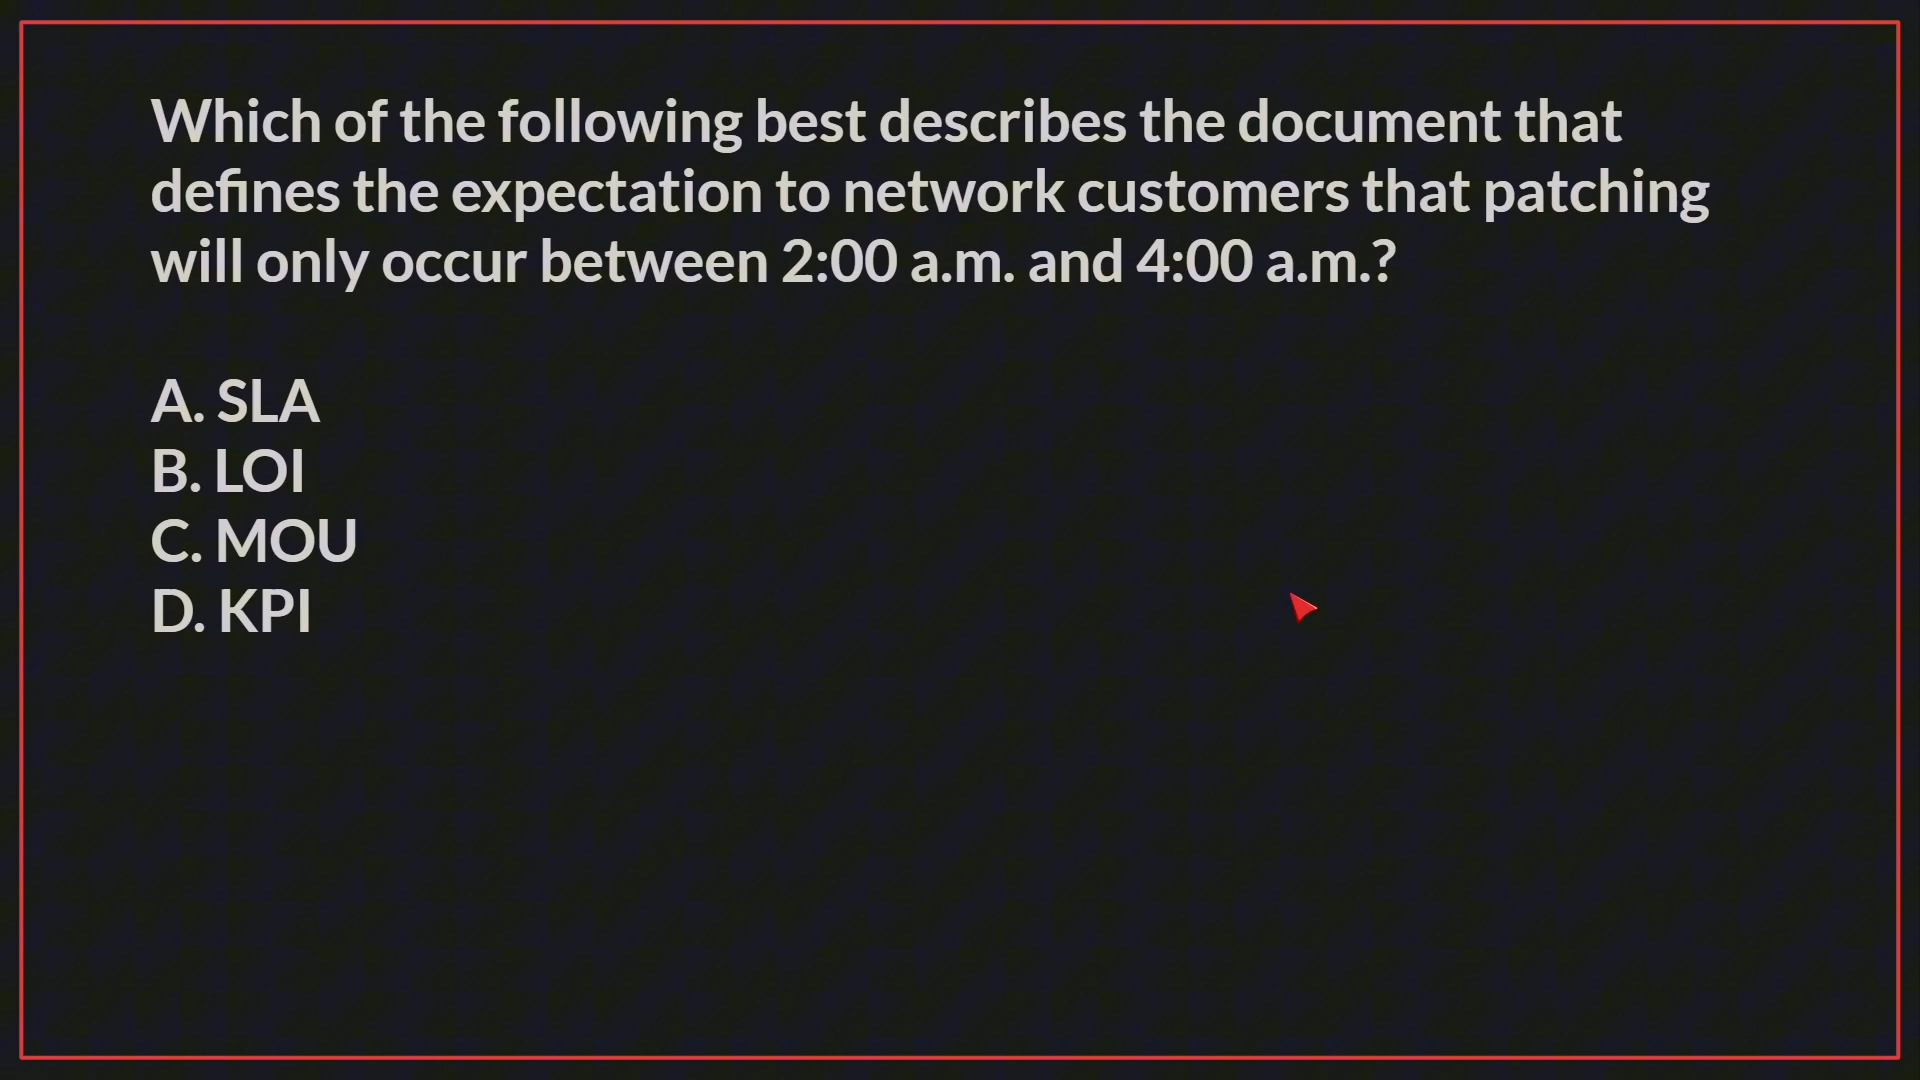 Which of the following best describes the document that
defines the expectation to network customers that patching
will only occur between 2:00 a.m. and 4:00 a.m.?
A. SLA
B. LOI
C. MOU
D. KPI